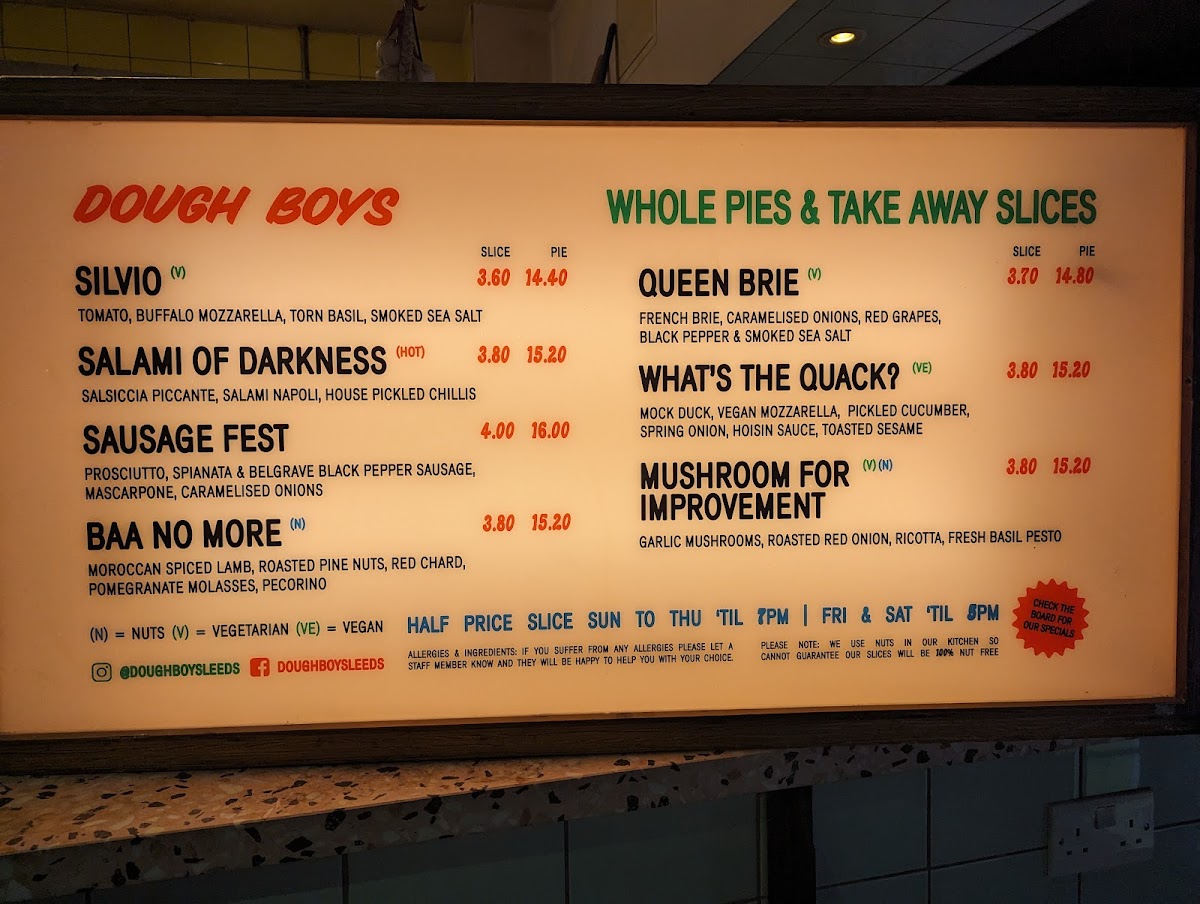 DOUGH BOYS
WHOLE PIES & TAKE AWAY SLICES
SLICE PIE
SILVIO (V) 3.60 14.40
TOMATO, BUFFALO MOZZARELLA, TORN BASIL, SMOKED SEA SALT
SALAMI OF DARKNESS (HOT) 3.80 15.20
SALSICCIA PICCANTE, SALAMI NAPOLI, HOUSE PICKLED CHILLIS
SAUSAGE FEST 4.00 16.00
PROSCIUTTO, SPIANATA & BELGRAVE BLACK PEPPER SAUSAGE,
MASCARPONE, CARAMELISED ONIONS
BAA NO MORE (N) 3.80 15.20
MOROCCAN SPICED LAMB, ROASTED PINE NUTS, RED CHARD,
POMEGRANATE MOLASSES, PECORINO
SLICE PIE
QUEEN BRIE (V) 3.70 14.80
FRENCH BRIE, CARAMELISED ONIONS, RED GRAPES,
BLACK PEPPER & SMOKED SEA SALT
WHAT'S THE QUACK? (VE) 3.80 15.20
MOCK DUCK, VEGAN MOZZARELLA, PICKLED CUCUMBER,
SPRING ONION, HOISIN SAUCE, TOASTED SESAME
MUSHROOM FOR (V) (N) 3.80 15.20
IMPROVEMENT
GARLIC MUSHROOMS, ROASTED RED ONION, RICOTTA, FRESH BASIL PESTO
(N) = NUTS (V) = VEGETARIAN (VE) = VEGAN
@DOUGHBOYSLEEDS DOUGHBOYSLEEDS
HALF PRICE SLICE SUN TO THU 'TIL 7PM | FRI & SAT 'TIL 5PM
ALLERGIES & INGREDIENTS: IF YOU SUFFER FROM ANY ALLERGIES PLEASE LET A
STAFF MEMBER KNOW AND THEY WILL BE HAPPY TO HELP YOU WITH YOUR CHOICE.
PLEASE NOTE: WE USE NUTS IN OUR KITCHEN SO
CANNOT GUARANTEE OUR SLICES WILL BE 100% NUT FREE
CHECK THE
BOARD FOR
OUR SPECIALS